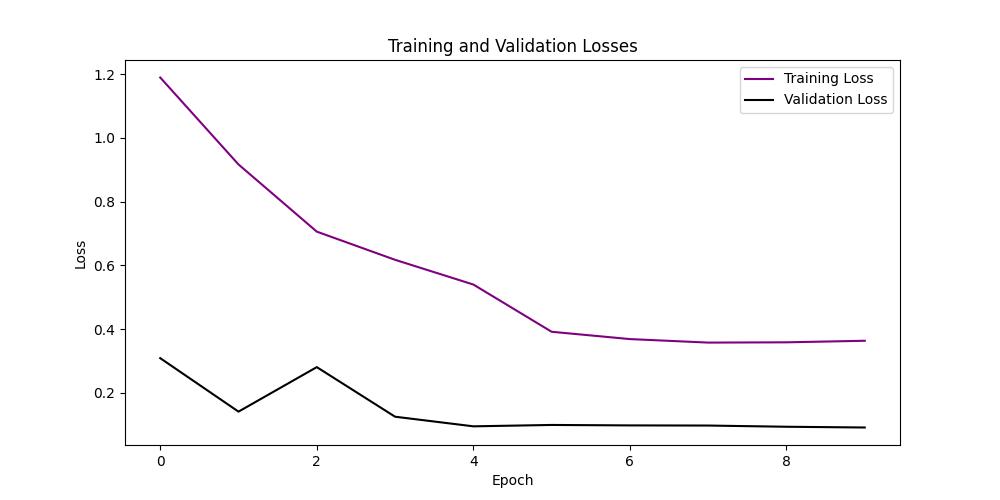 Training and Validation Losses
Training Loss
Validation Loss
1.2
1.0
0.8
0.6
0.4
0.2
Loss
0 2 4 6 8
Epoch